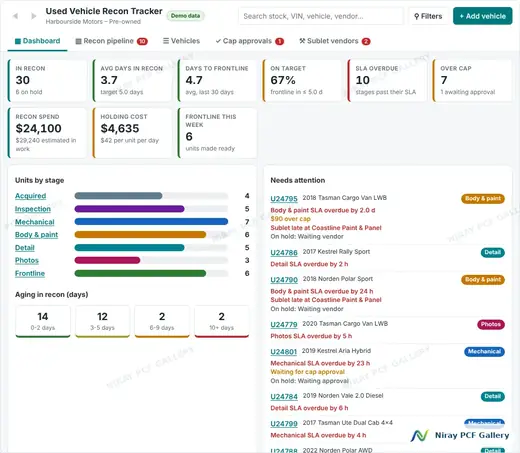 Used Vehicle Recon Tracker
Demo data
Harbourside Motors – Pre-owned
Search stock, VIN, vehicle, vendor...
Filters
+ Add vehicle
Dashboard
Recon pipeline 10
Vehicles
Cap approvals 1
Sublet vendors 2
IN RECON
30
6 on hold
AVG DAYS IN RECON
3.7
target 5.0 days
DAYS TO FRONTLINE
4.7
avg, last 30 days
ON TARGET
67%
frontline in ≤ 5.0 d
SLA OVERDUE
10
stages past their SLA
OVER CAP
7
1 awaiting approval
RECON SPEND
$24,100
$29,240 estimated in
work
HOLDING COST
$4,635
$42 per unit per day
FRONTLINE THIS
WEEK
6
units made ready
Units by stage
Acquired 4
Inspection 5
Mechanical 7
Body & paint 6
Detail 5
Photos 3
Frontline 6
Aging in recon (days)
14
0-2 days
12
3-5 days
2
6-9 days
2
10+ days
Needs attention
U24795 2018 Tasman Cargo Van LWB Body & paint
Body & paint SLA overdue by 2.0 d
$90 over cap
Sublet late at Coastline Paint & Panel
On hold: Waiting vendor
U24786 2017 Kestrel Rally Sport Detail
Detail SLA overdue by 2 h
U24790 2018 Norden Polar Sport Body & paint
Body & paint SLA overdue by 24 h
Sublet late at Coastline Paint & Panel
On hold: Waiting vendor
U24779 2020 Tasman Cargo Van LWB Photos
Photos SLA overdue by 5 h
U24801 2019 Kestrel Aria Hybrid Mechanical
Mechanical SLA overdue by 23 h
Waiting for cap approval
On hold: Waiting approval
U24784 2019 Norden Vale 2.0 Diesel Detail
Detail SLA overdue by 6 h
U24799 2017 Tasman Ute Dual Cab 4×4 Mechanical
Mechanical SLA overdue by 4 h
U24788 2022 Norden Polar AWD Detail
Niray PCF Gallery